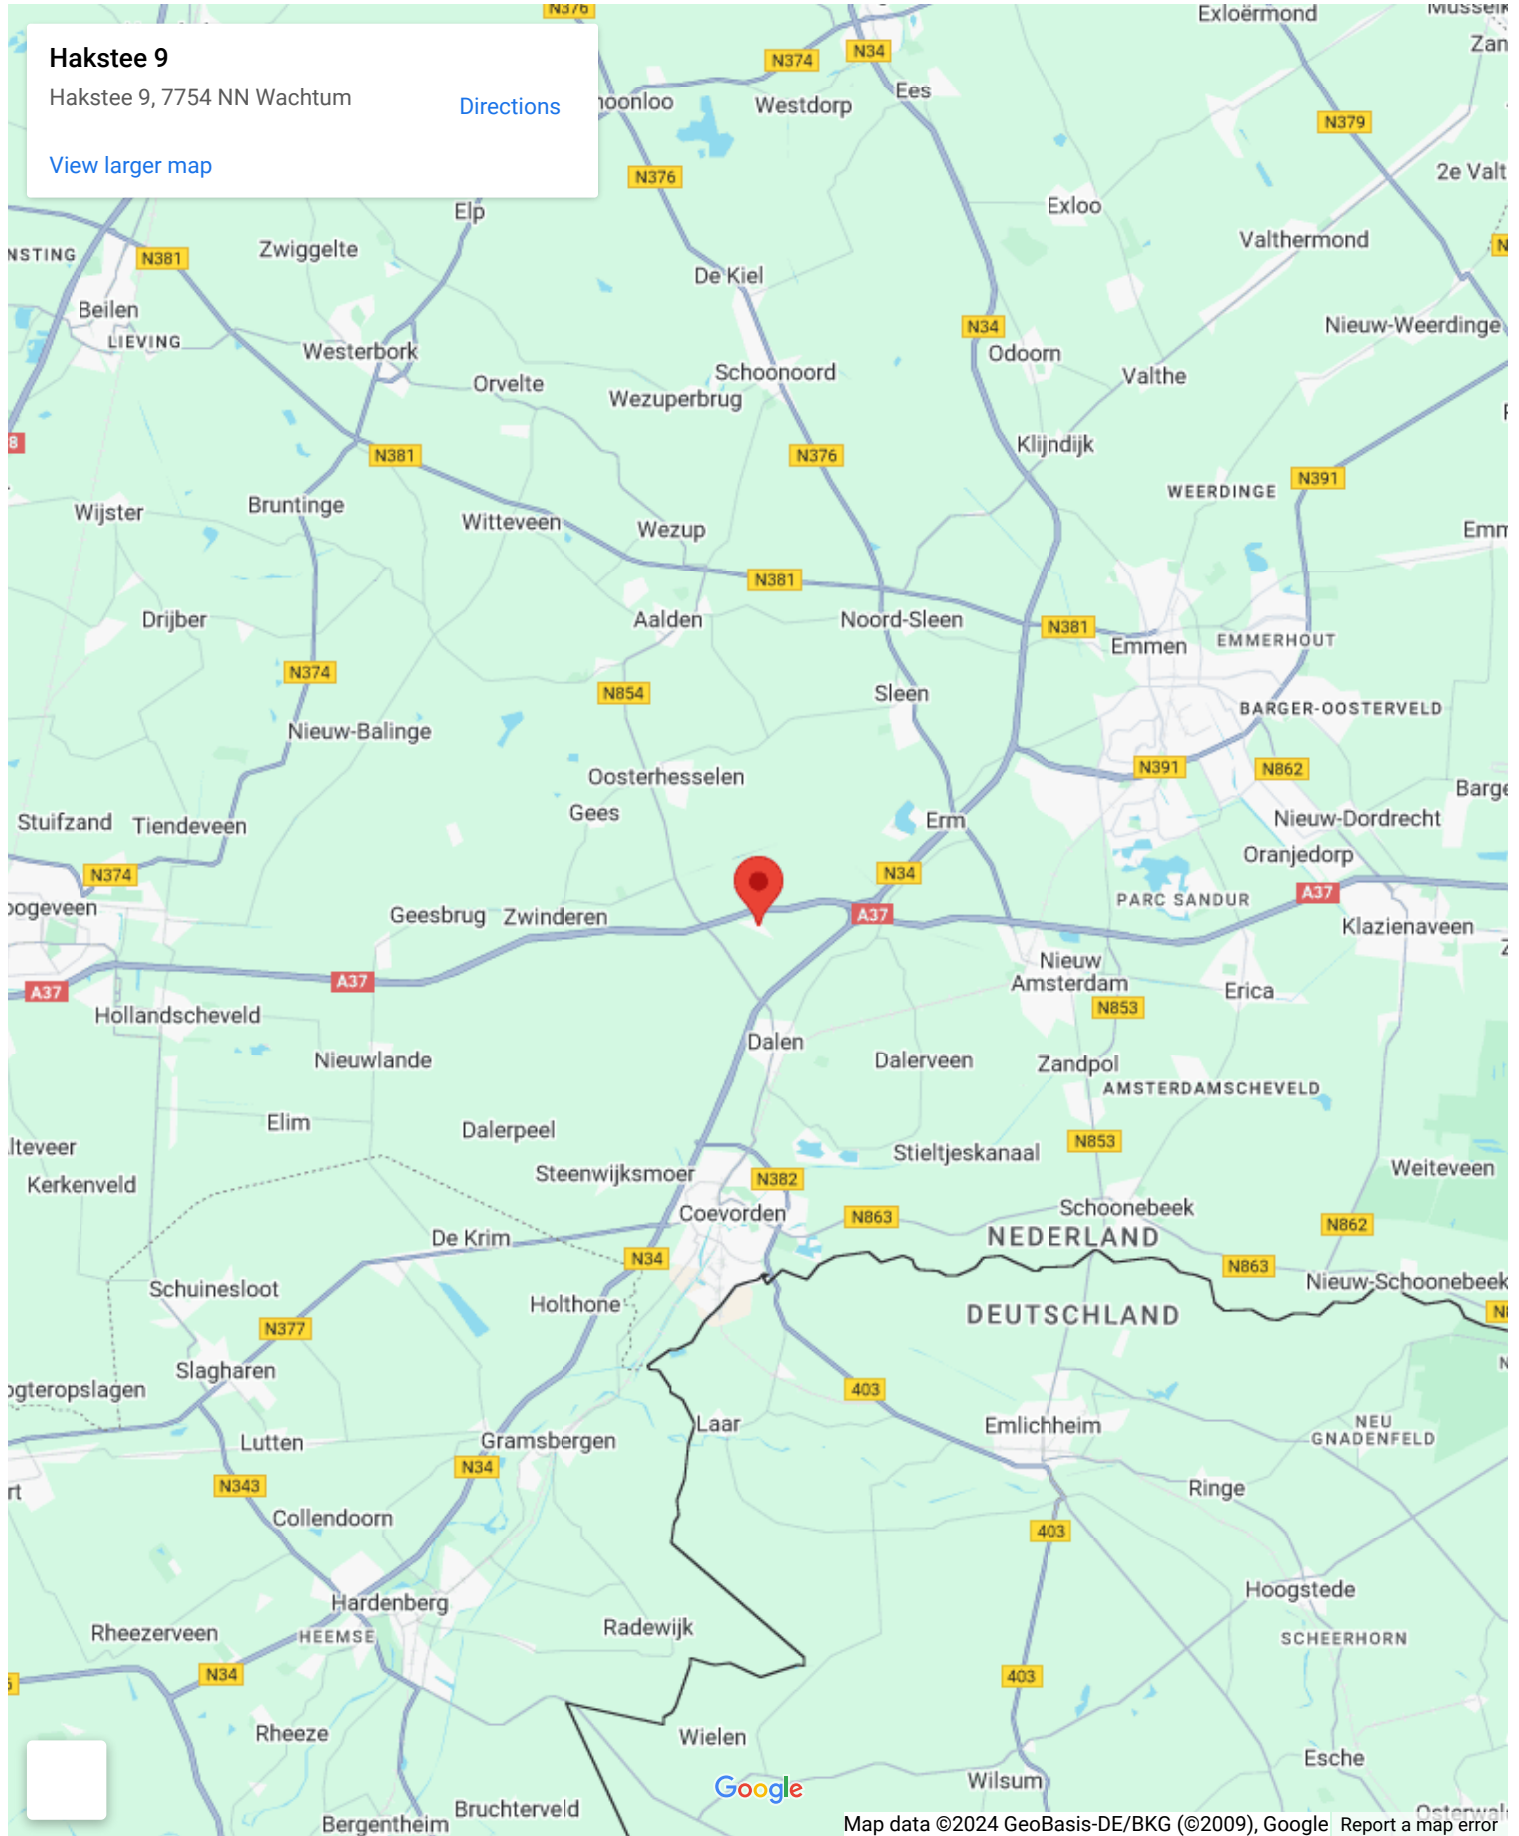 Hakstee 9
Hakstee 9, 7754 NN Wachtum
Directions
View larger map
N376
Exloërmond
N34
N374
Ees
Westdorp
N379
N376
Elp
Exloo
Valthermond
Zwiggelte
N381
De Kiel
Beilen
LIEVING
N34
Nieuw-Weerdinge
Westerbork
Odoorn
Schoonoord
Valthe
Orvelte
Wezuperbrug
Klijndijk
N381
N376
N391
WEERDINGE
Bruntinge
Wijster
Witteveen
Wezup
N381
Drijber
Aalden
Noord-Sleen
N381
Emmen
EMMERHOUT
N374
N854
Sleen
BARGER-OOSTERVELD
Nieuw-Balinge
N391
N862
Oosterhesselen
Gees
Stuifzand
Tiendeveen
Erm
Nieuw-Dordrecht
Oranjedorp
N374
N34
A37
PARC SANDUR
Geesbrug
Zwinderen
A37
Klazienaveen
Nieuw
Amsterdam
A37
A37
Erica
Hollandscheveld
N853
Dalen
Nieuwlande
Dalerveen
Zandpol
AMSTERDAMSCHEVELD
Elim
Dalerpeel
N853
Stieltjeskanaal
Weiteveen
Steenwijksmoer
N382
Kerkenveld
Coevorden
N863
Schoonebeek
N862
De Krim
NEDERLAND
N34
N863
Nieuw-Schoonebeek
Schuinesloot
Holthone
DEUTSCHLAND
N377
Slagharen
403
Laar
Emlichheim
NEU
GNADENFELD
Lutten
Gramsbergen
N34
N343
Ringe
Collendoorn
403
Hoogstede
Hardenberg
Rheezerveen
HEEMSE
Radewijk
SCHEERHORN
N34
403
Rheeze
Wielen
Esche
Google
Wilsum
Bruchterveld
Bergentheim
Map data ©2024 GeoBasis-DE/BKG (©2009), Google
Report a map error